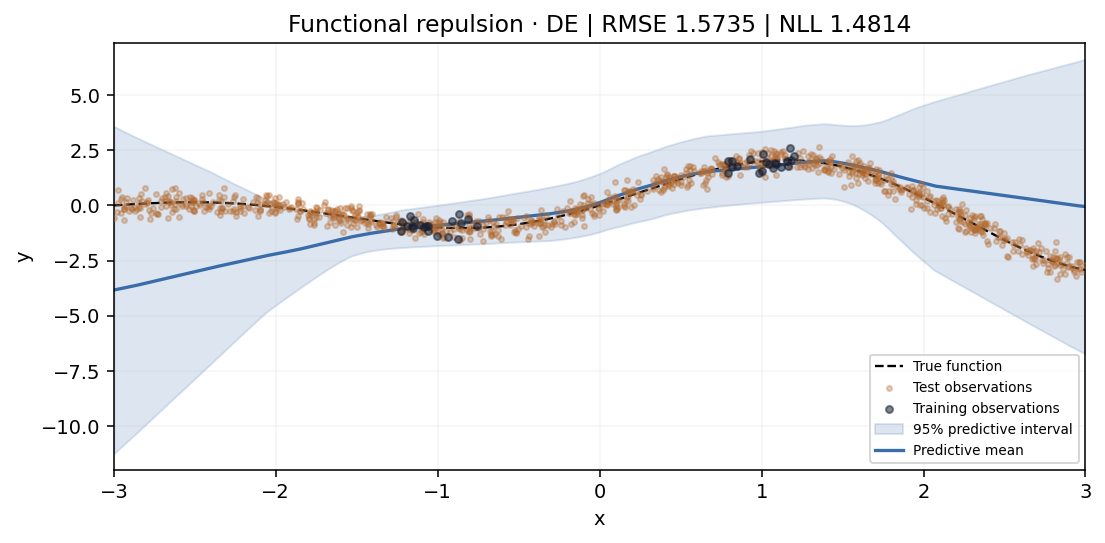 Functional repulsion · DE | RMSE 1.5735 | NLL 1.4814
5.0
2.5
0.0
−2.5
−5.0
−7.5
−10.0
y
−3
−2
−1
0
1
2
3
x
True function
Test observations
Training observations
95% predictive interval
Predictive mean